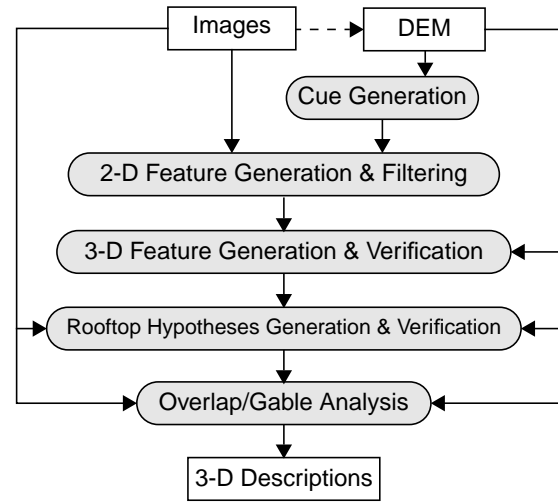 Images
DEM
Cue Generation
2-D Feature Generation & Filtering
3-D Feature Generation & Verification
Rooftop Hypotheses Generation & Verification
Overlap/Gable Analysis
3-D Descriptions